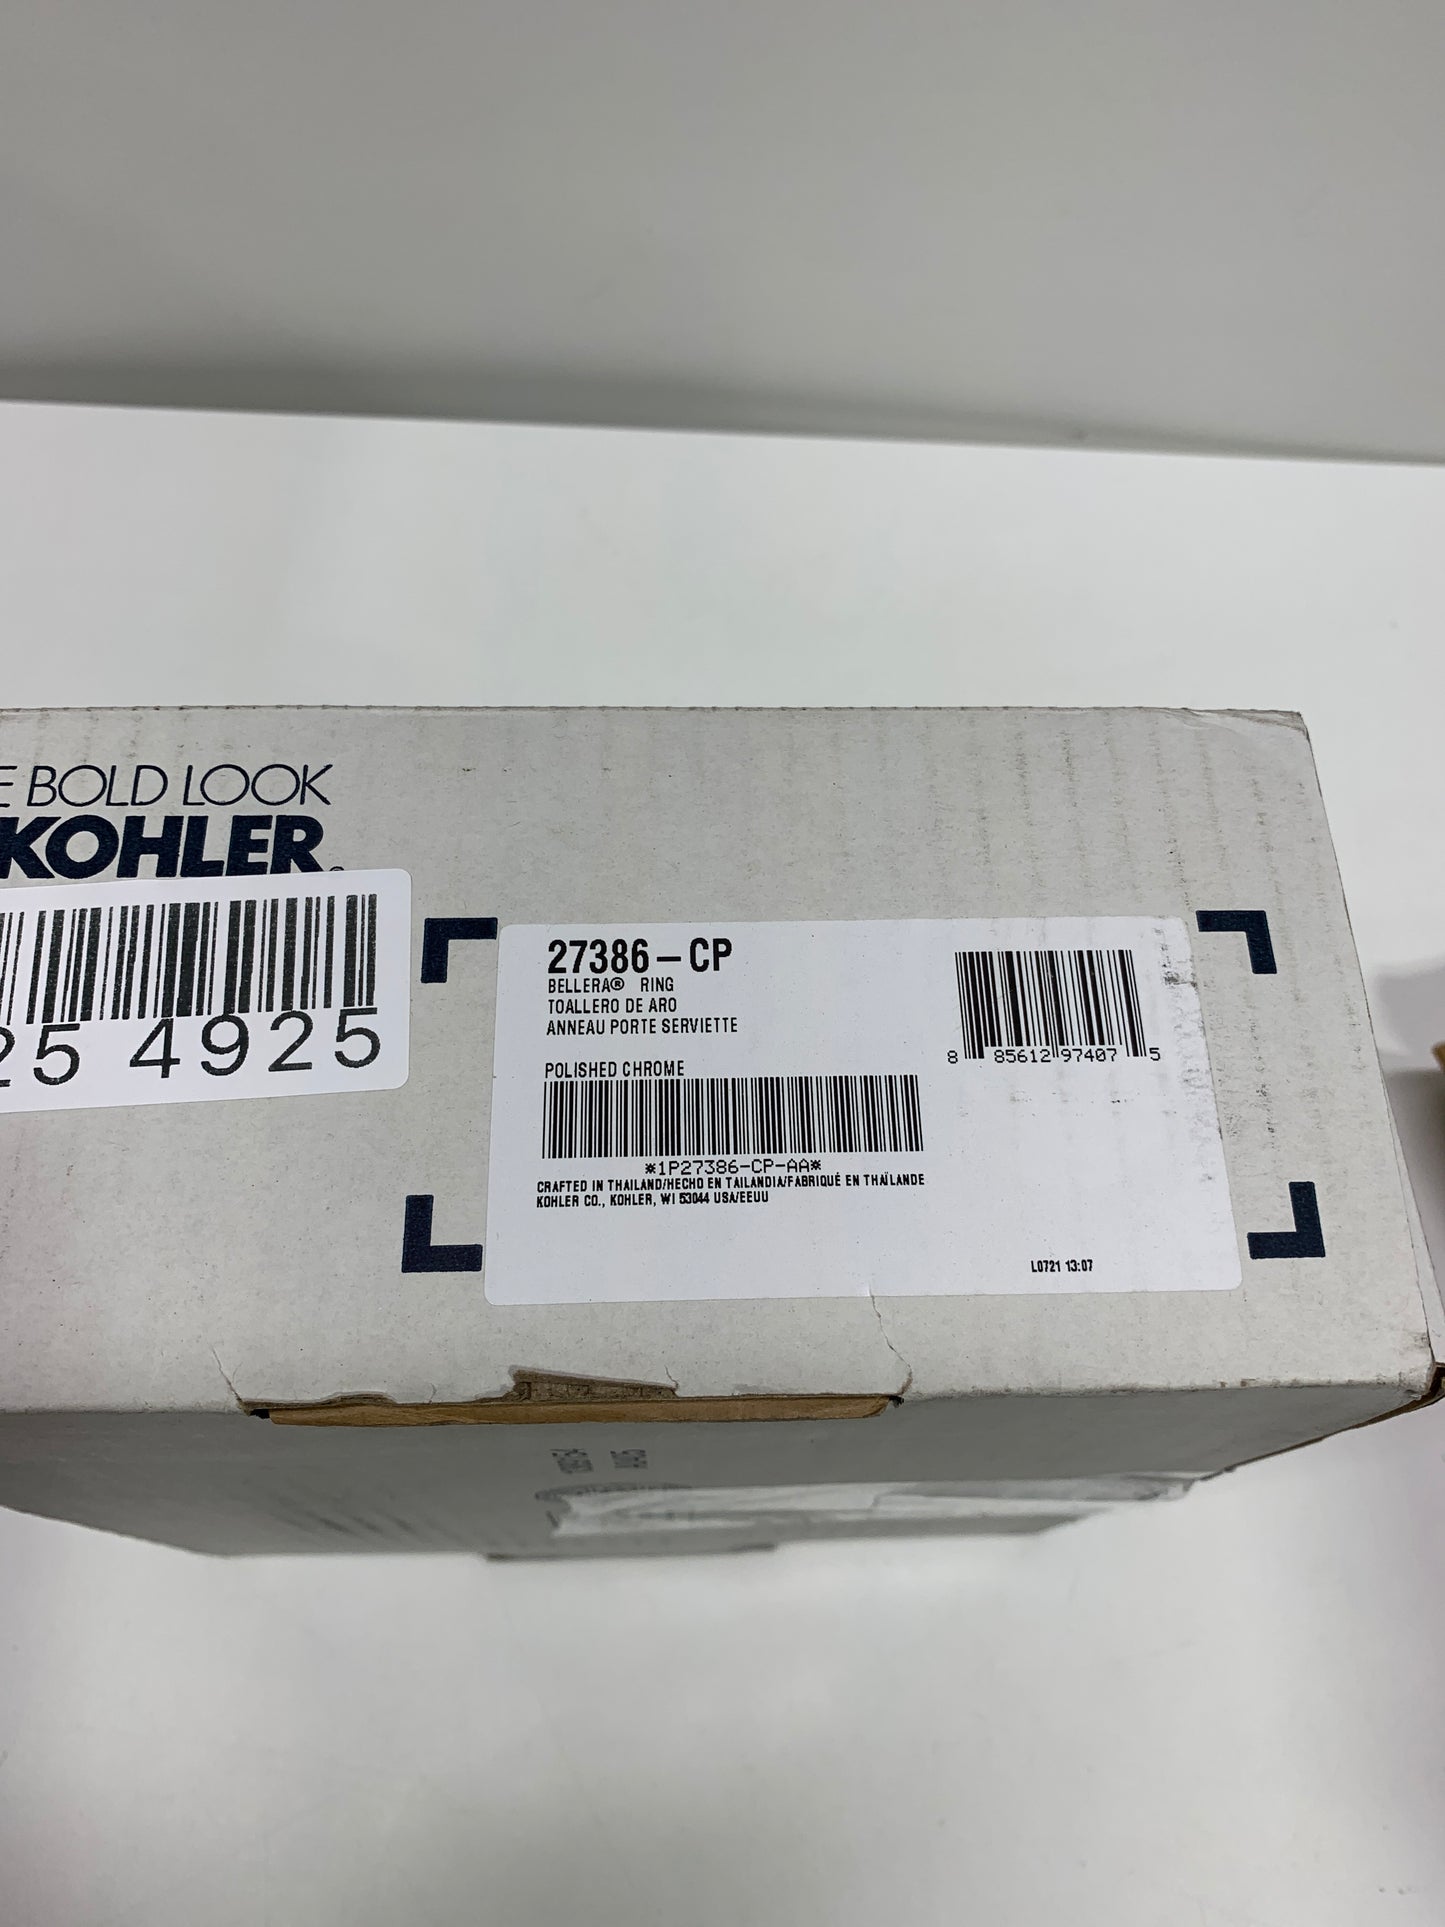 E BOLD LOOK
KOHLER®
25 4925
27386-CP
BELLERA® RING
TOALLERO DE ARO
ANNEAU PORTE SERVIETTE
POLISHED CHROME
8 85612 97407 5
*1P27386-CP-AA*
CRAFTED IN THAILAND/HECHO EN TAILANDIA/FABRIQUÉ EN THAÏLANDE
KOHLER CO., KOHLER, WI 53044 USA/EEUU
L0721 13:07